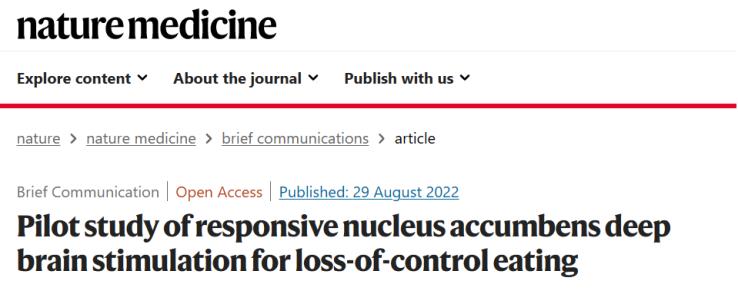 nature medicine
Explore content About the journal Publish with us
nature > nature medicine > brief communications > article
Brief Communication | Open Access | Published: 29 August 2022
Pilot study of responsive nucleus accumbens deep
brain stimulation for loss-of-control eating